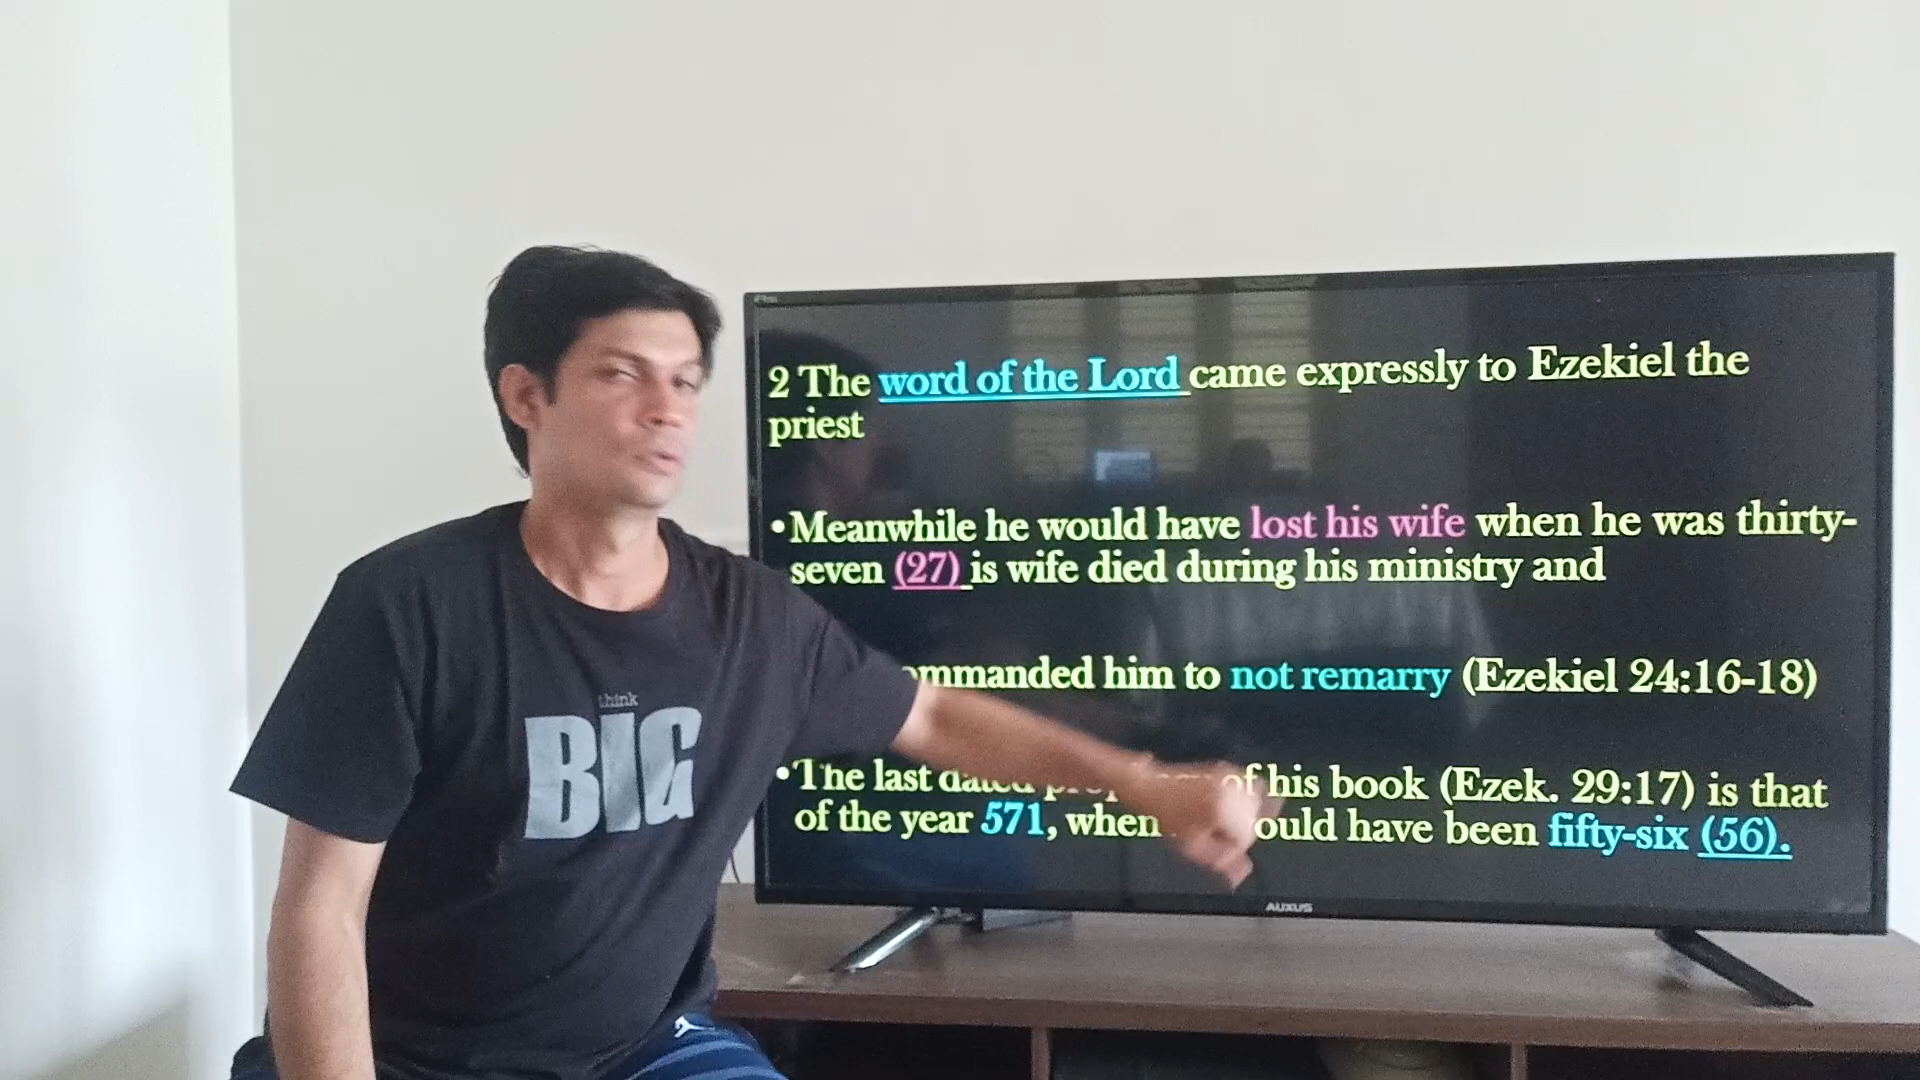 2 The word of the Lord came expressly to Ezekiel the
priest
•Meanwhile he would have lost his wife when he was thirty-
seven (27) is wife died during his ministry and
ommanded him to not remarry (Ezekiel 24:16-18)
•The last dated of his book (Ezek. 29:17) is that
of the year 571, when ould have been fifty-six (56).
think
BIG
AUXUS